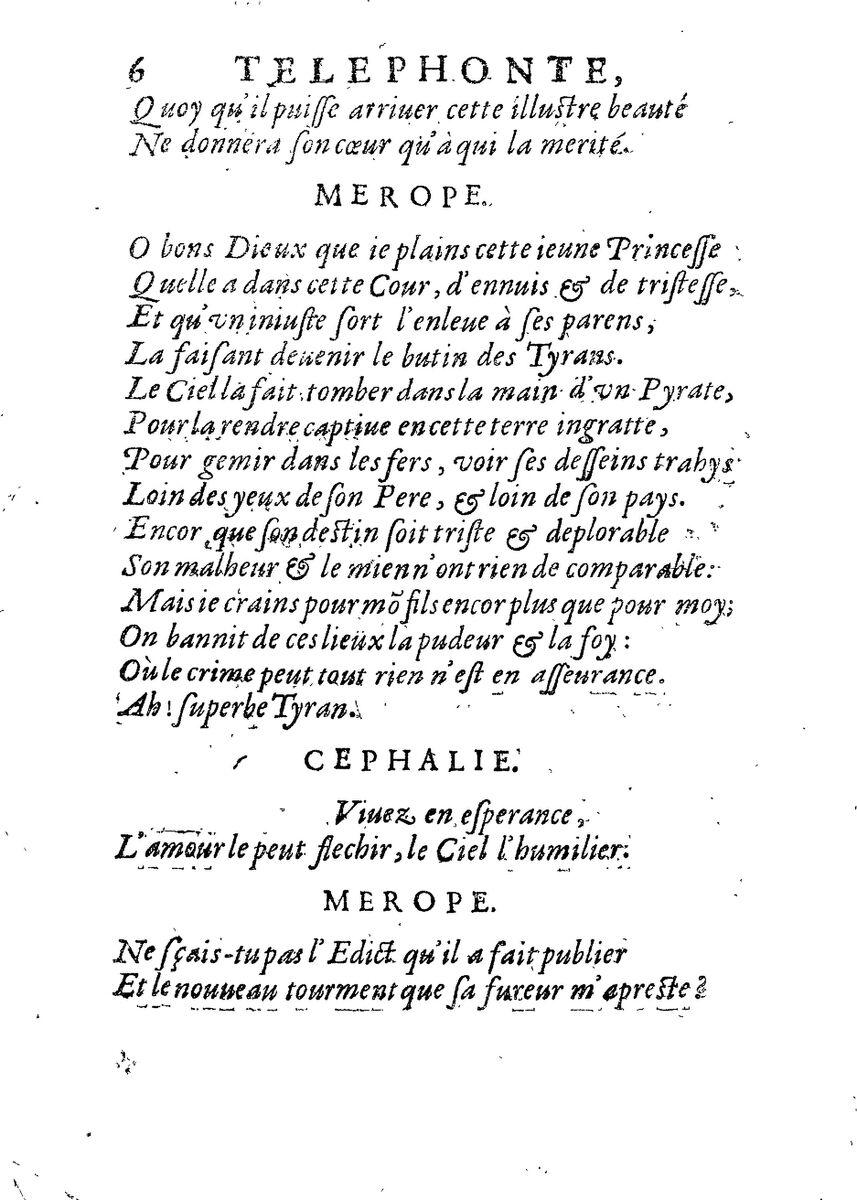 6 TELEPHONTE,
Quoy qu'il puisse arriuer cette illustre beauté
Ne donnera son cœur qu'à qui la merité.
MEROPE.
O bons Dieux que ie plains cette ieune Princesse
Quelle a dans cette Cour, d'ennuis & de tristesse,
Et qu'vn iniuste sort l'enleue à ses parens,
La faisant deuenir le butin des Tyrans.
Le Ciel là fait tomber dans la main d'vn Pyrate,
Pour la rendre captiue en cette terre ingratte,
Pour gemir dans les fers, voir ses desseins trahys
Loin des yeux de son Pere, & loin de son pays.
Encor que son destin soit triste & deplorable
Son malheur & le mien n'ont rien de comparable:
Mais ie crains pour mõ fils encor plus que pour moy;
On bannit de ces lieux la pudeur & la foy:
Où le crime peut tout rien n'est en asseurance.
Ah! superbe Tyran.
CEPHALIE.
Viuez en esperance,
L'amour le peut flechir, le Ciel l'humilier.
MEROPE.
Ne sçais-tu pas l'Edict qu'il a fait publier
Et le nouueau tourment que sa fureur m'apreste?